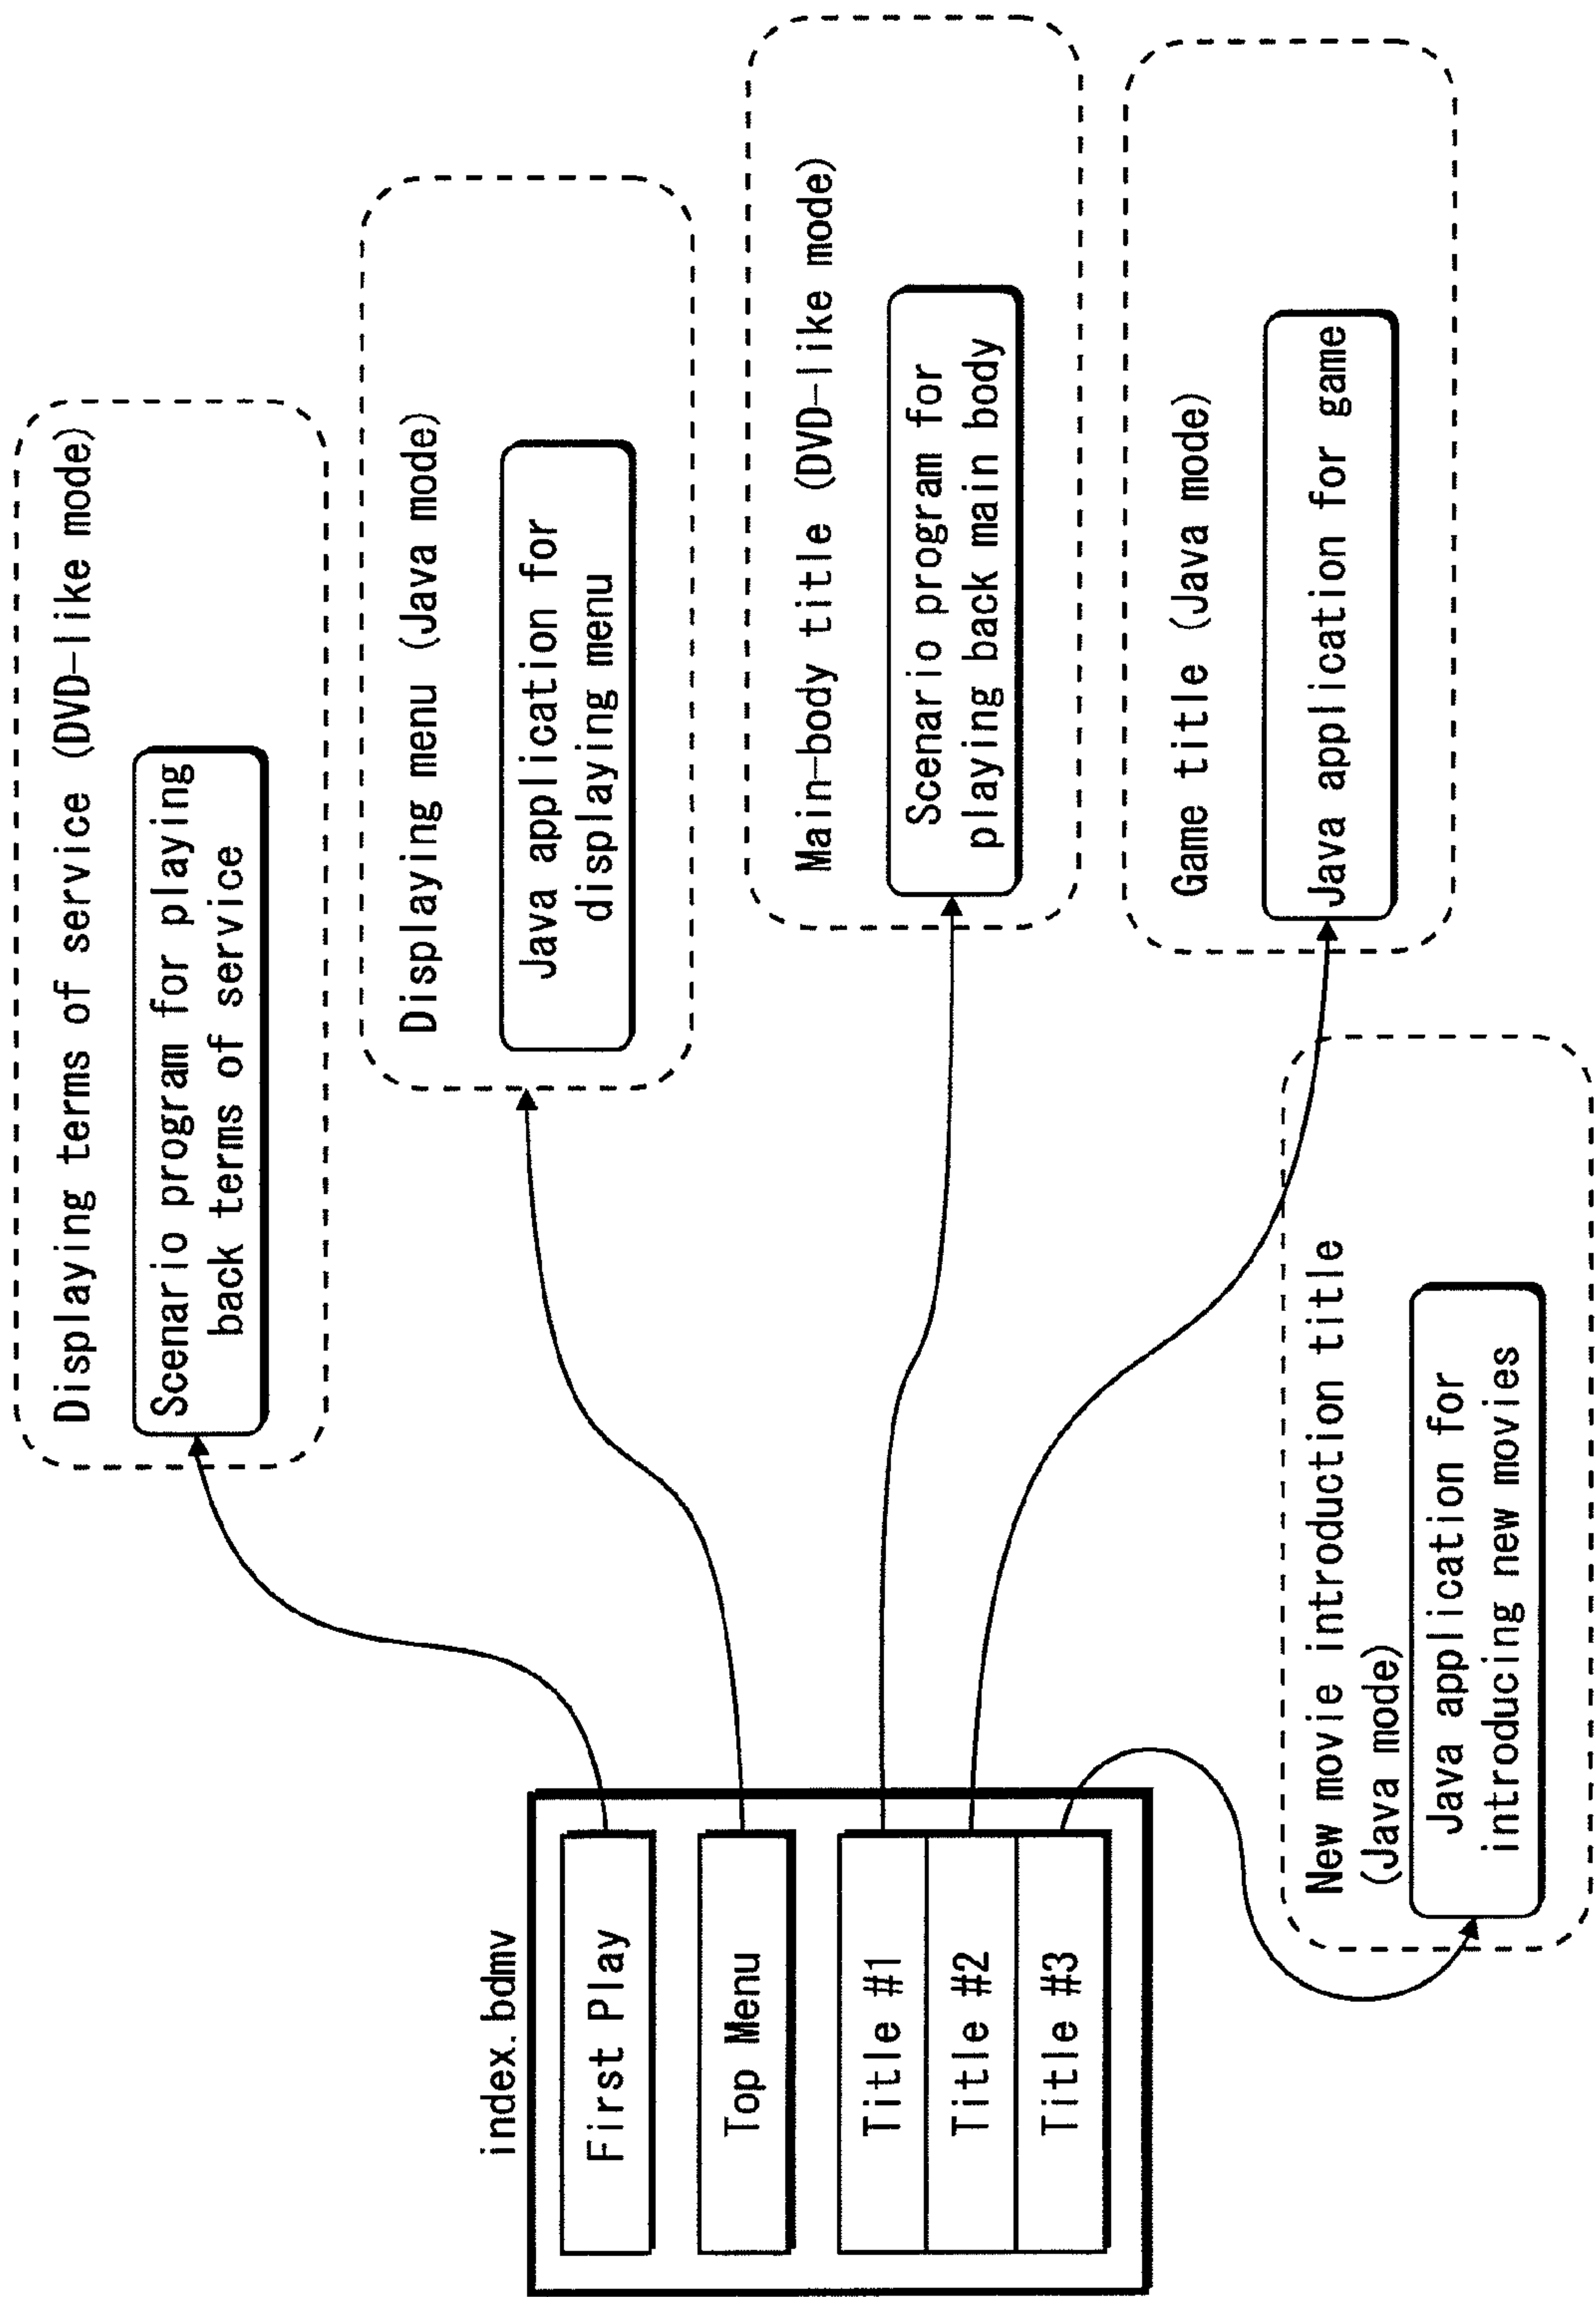 index.bdmv
First Play
Top Menu
Title #1
Title #2
Title #3
Displaying terms of service (DVD-like mode)
Scenario program for playing
back terms of service
Displaying menu (Java mode)
Java application for
displaying menu
Main-body title (DVD-like mode)
Scenario program for
playing back main body
Game title (Java mode)
Java application for game
New movie introduction title
(Java mode)
Java application for
introducing new movies